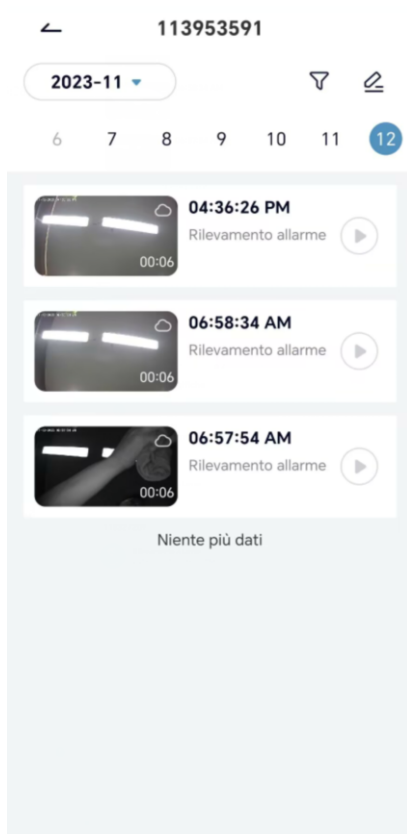 113953591
2023-11
6 7 8 9 10 11 12
04:36:26 PM
Rilevamento allarme
00:06
06:58:34 AM
Rilevamento allarme
00:06
06:57:54 AM
Rilevamento allarme
00:06
Niente più dati